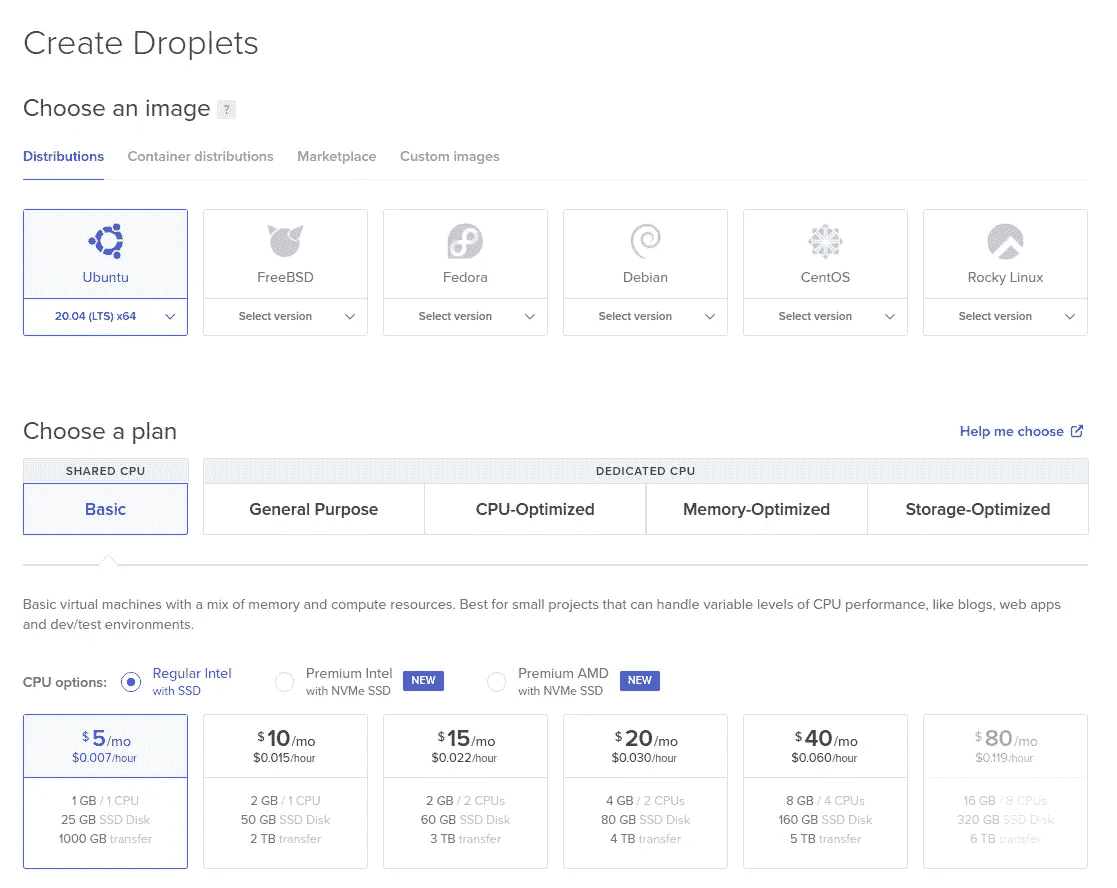 Create Droplets
Choose an image ?
Distributions Container distributions Marketplace Custom images
Ubuntu FreeBSD Fedora Debian CentOS Rocky Linux
20.04 (LTS) x64 Select version Select version Select version Select version Select version
Choose a plan Help me choose
SHARED CPU DEDICATED CPU
Basic General Purpose CPU-Optimized Memory-Optimized Storage-Optimized
Basic virtual machines with a mix of memory and compute resources. Best for small projects that can handle variable levels of CPU performance, like blogs, web apps
and dev/test environments.
CPU options: Regular Intel Premium Intel NEW Premium AMD NEW
with SSD with NVMe SSD with NVMe SSD
$5/mo $10/mo $15/mo $20/mo $40/mo $80/mo
$0.007/hour $0.015/hour $0.022/hour $0.030/hour $0.060/hour $0.119/hour
1 GB / 1 CPU 2 GB / 1 CPU 2 GB / 2 CPUs 4 GB / 2 CPUs 8 GB / 4 CPUs 16 GB / 8 CPUs
25 GB SSD Disk 50 GB SSD Disk 60 GB SSD Disk 80 GB SSD Disk 160 GB SSD Disk 320 GB SSD Disk
1000 GB transfer 2 TB transfer 3 TB transfer 4 TB transfer 5 TB transfer 6 TB transfer